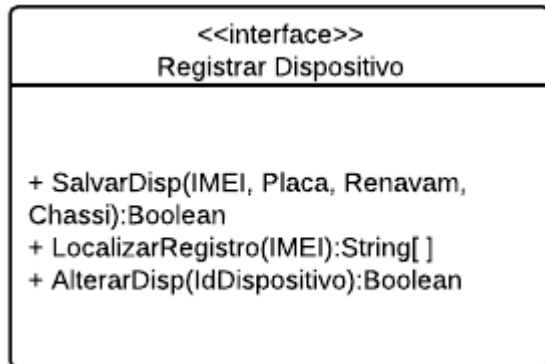 <<interface>>
Registrar Dispositivo
+ SalvarDisp(IMEI, Placa, Renavam,
Chassi):Boolean
+ LocalizarRegistro(IMEI):String[ ]
+ AlterarDisp(IdDispositivo):Boolean